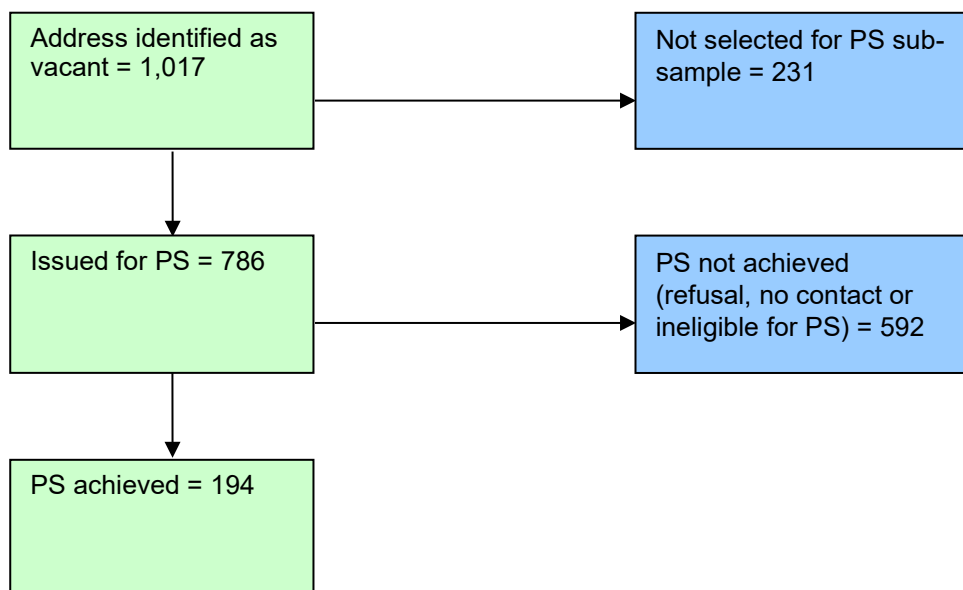 Address identified as
vacant = 1,017
Not selected for PS sub-
sample = 231
Issued for PS = 786
PS not achieved
(refusal, no contact or
ineligible for PS) = 592
PS achieved = 194